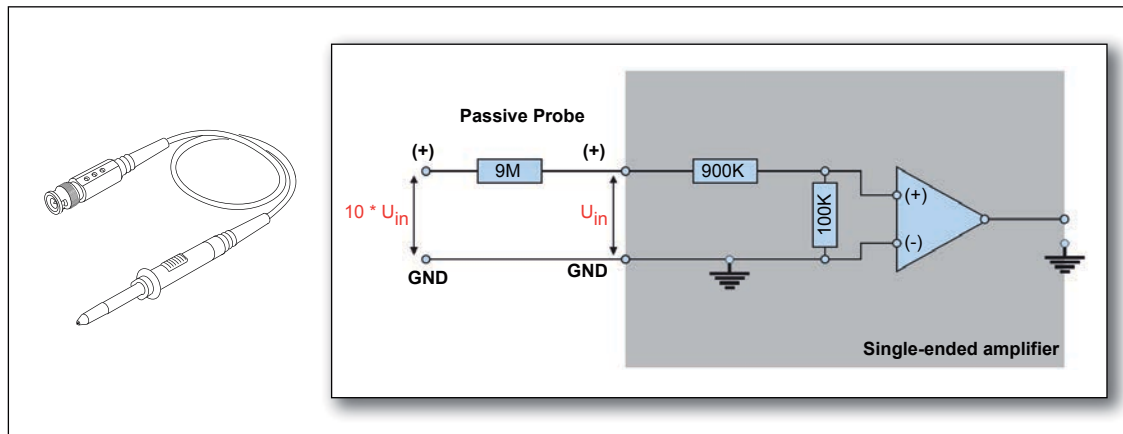 Passive Probe
(+) (+)
9M 900K
10 * Uin Uin 100K (+)
(-)
GND GND
Single-ended amplifier